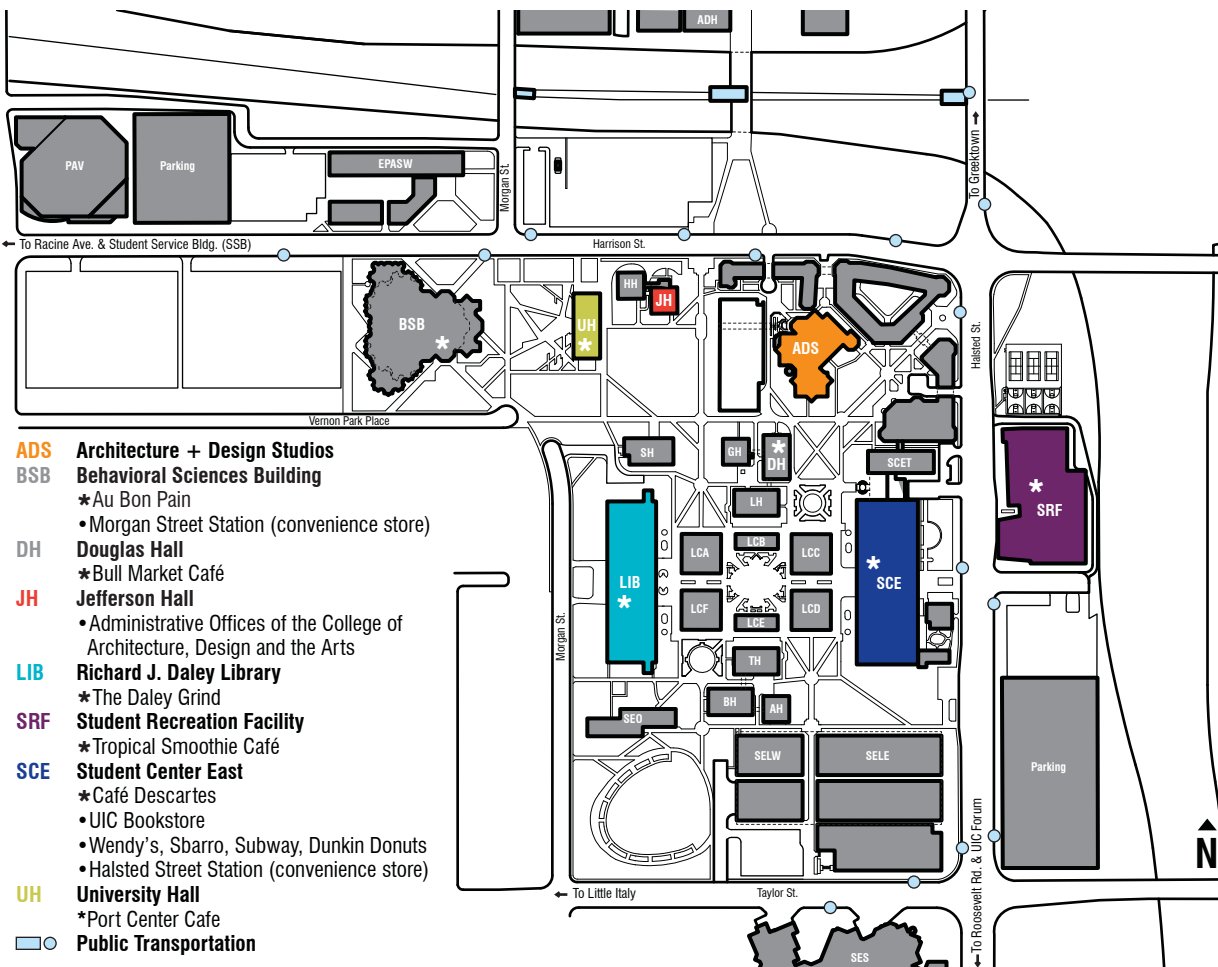 ADH
PAV
Parking
EPASW
Morgan St.
To Greektown
To Racine Ave. & Student Service Bldg. (SSB)
Harrison St.
HH
JH
BSB
*
UH
*
ADS
Halsted St.
Vernon Park Place
SH
GH
*
DH
SCET
LH
*
SRF
LCA
LCB
LCC
LIB
*
*
SCE
LCF
LCE
LCD
Morgan St.
TH
BH
AH
SEO
SELW
SELE
Parking
To Roosevelt Rd. & UIC Forum
N
To Little Italy
Taylor St.
SES
ADS Architecture + Design Studios
BSB Behavioral Sciences Building
*Au Bon Pain
•Morgan Street Station (convenience store)
DH Douglas Hall
*Bull Market Café
JH Jefferson Hall
•Administrative Offices of the College of
Architecture, Design and the Arts
LIB Richard J. Daley Library
*The Daley Grind
SRF Student Recreation Facility
*Tropical Smoothie Café
SCE Student Center East
*Café Descartes
•UIC Bookstore
•Wendy's, Sbarro, Subway, Dunkin Donuts
•Halsted Street Station (convenience store)
UH University Hall
*Port Center Cafe
Public Transportation